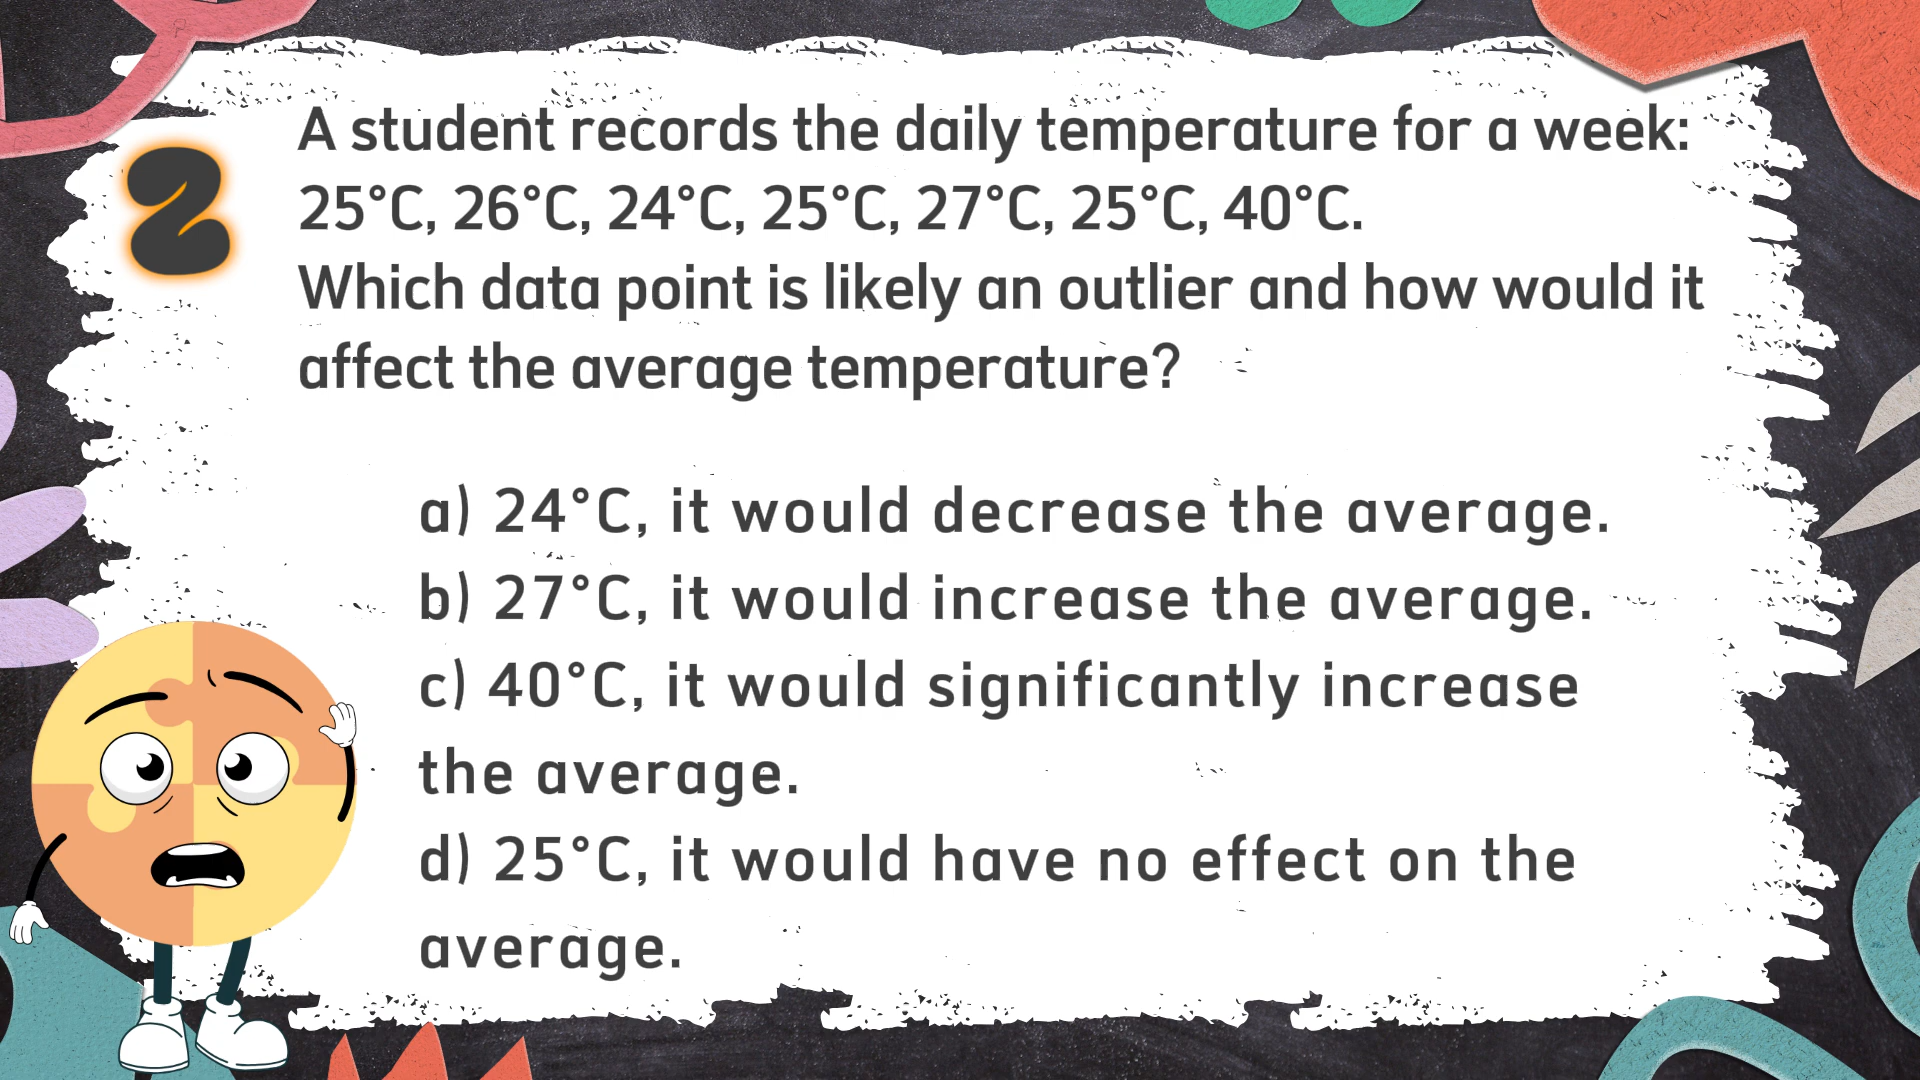 2
A student records the daily temperature for a week:
25°C, 26°C, 24°C, 25°C, 27°C, 25°C, 40°C.
Which data point is likely an outlier and how would it
affect the average temperature?
a) 24°C, it would decrease the average.
b) 27°C, it would increase the average.
c) 40°C, it would significantly increase
the average.
d) 25°C, it would have no effect on the
average.